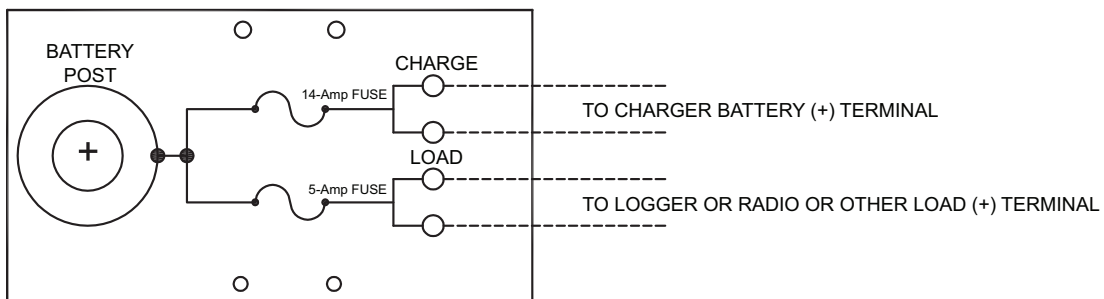 BATTERY
POST
+
14-Amp FUSE
CHARGE
TO CHARGER BATTERY (+) TERMINAL
5-Amp FUSE
LOAD
TO LOGGER OR RADIO OR OTHER LOAD (+) TERMINAL